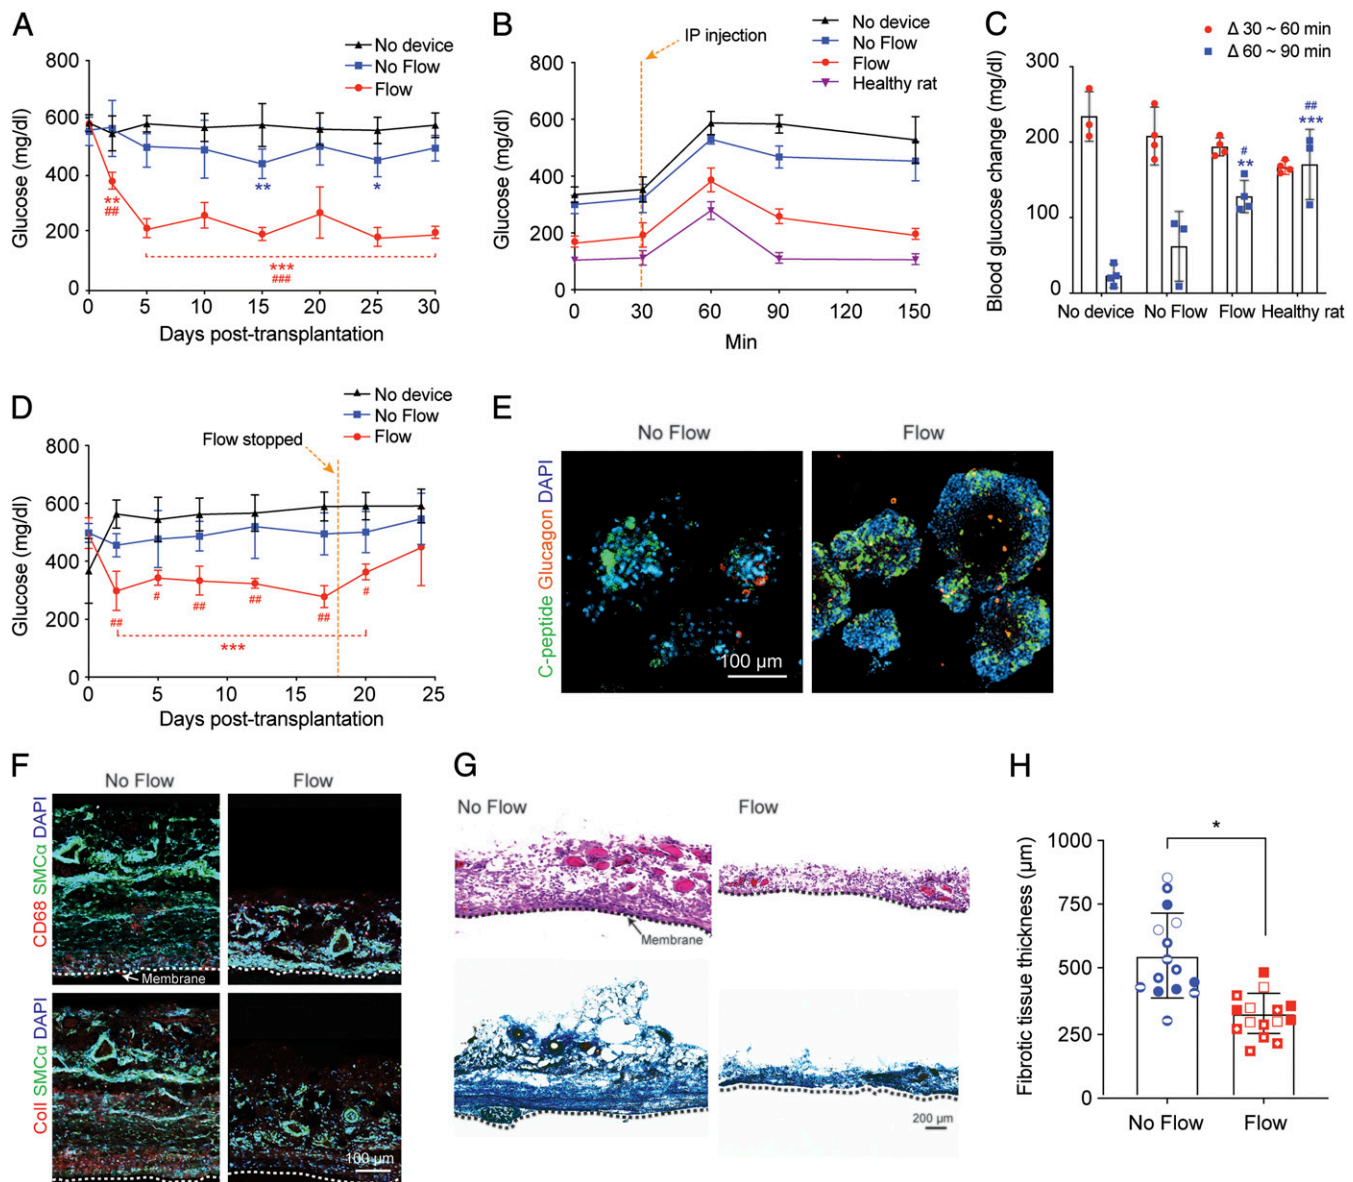 A
No device
No Flow
Flow
Glucose (mg/dl)
800
600
400
200
0
**
##
**
*
***
###
0 5 10 15 20 25 30
Days post-transplantation
B
IP injection
No device
No Flow
Flow
Healthy rat
Glucose (mg/dl)
800
600
400
200
0
0 30 60 90 120 150
Min
C
Δ 30 ~ 60 min
Δ 60 ~ 90 min
Blood glucose change (mg/dl)
300
200
100
0
#
**
##
***
No device No Flow Flow Healthy rat
D
No device
No Flow
Flow
Flow stopped
Glucose (mg/dl)
800
600
400
200
0
## # ## ## ## #
***
0 5 10 15 20 25
Days post-transplantation
E
No Flow Flow
C-peptide Glucagon DAPI
100 µm
F
No Flow Flow
CD68 SMCα DAPI
Membrane
ColI SMCα DAPI
100 µm
G
No Flow Flow
Membrane
200 µm
H
Fibrotic tissue thickness (µm)
1000
750
500
250
0
*
No Flow Flow